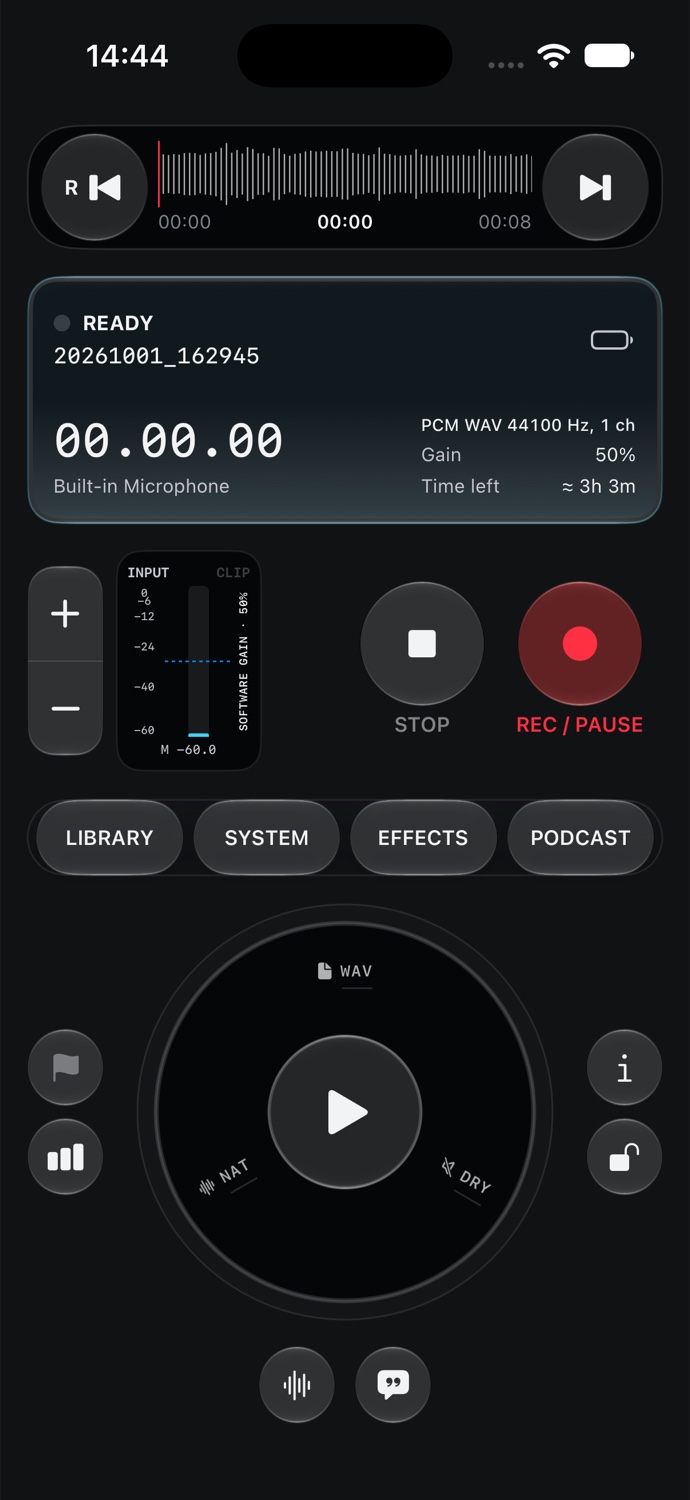 14:44
R
00:00 00:00 00:08
READY
20261001_162945
00.00.00
PCM WAV 44100 Hz, 1 ch
Gain 50%
Built-in Microphone
Time left ≈ 3h 3m
INPUT CLIP
0
-6
-12
-24
-40
-60
M -60.0
SOFTWARE GAIN · 50%
STOP
REC / PAUSE
LIBRARY
SYSTEM
EFFECTS
PODCAST
WAV
NAT
DRY
i